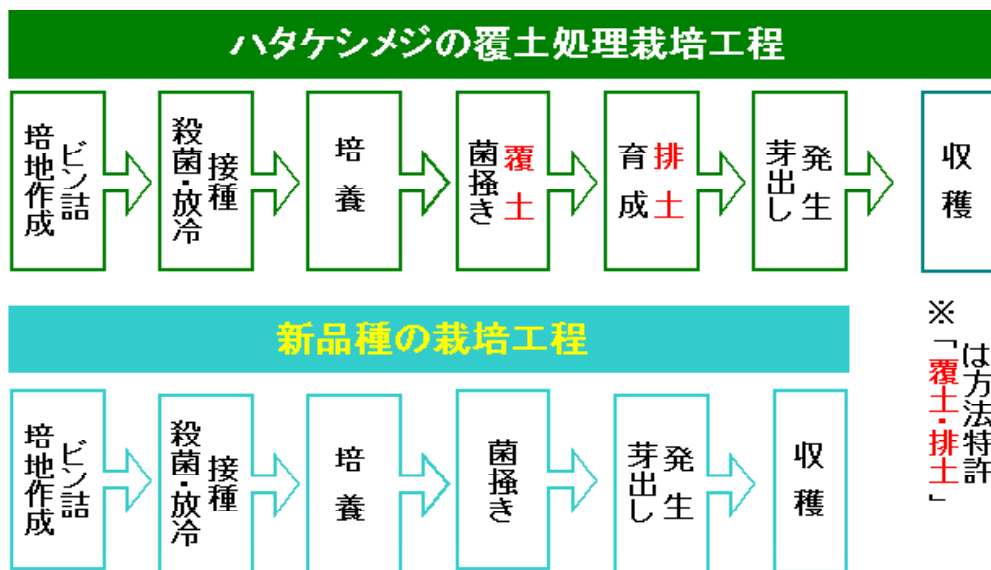 ハタケシメジの覆土処理栽培工程
培地作成
ビン詰
殺菌・放冷
接種
培養
菌掻き
覆土
育成
排土
芽出し
発生
収穫
※「覆土・排土」
は方法特許
新品種の栽培工程
培地作成
ビン詰
殺菌・放冷
接種
培養
菌掻き
芽出し
発生
収穫